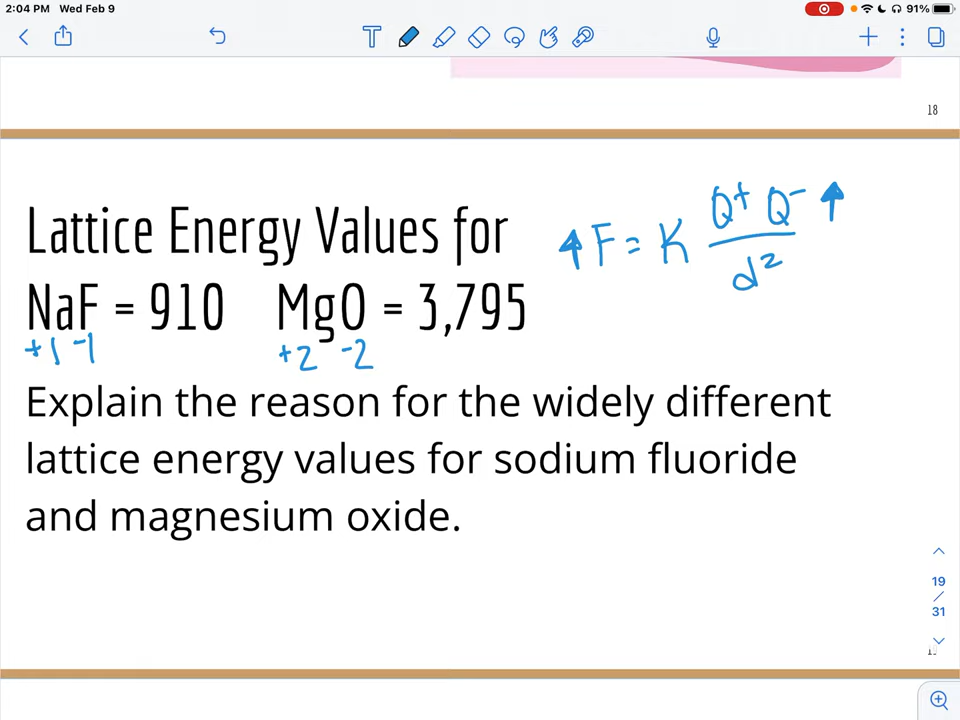 2:04 PM Wed Feb 9
91%
T
18
Lattice Energy Values for
NaF = 910 MgO = 3,795
+1 -1 +2 -2
↑ F = K Q+ Q- ↑
d²
Explain the reason for the widely different
lattice energy values for sodium fluoride
and magnesium oxide.
19
/
31